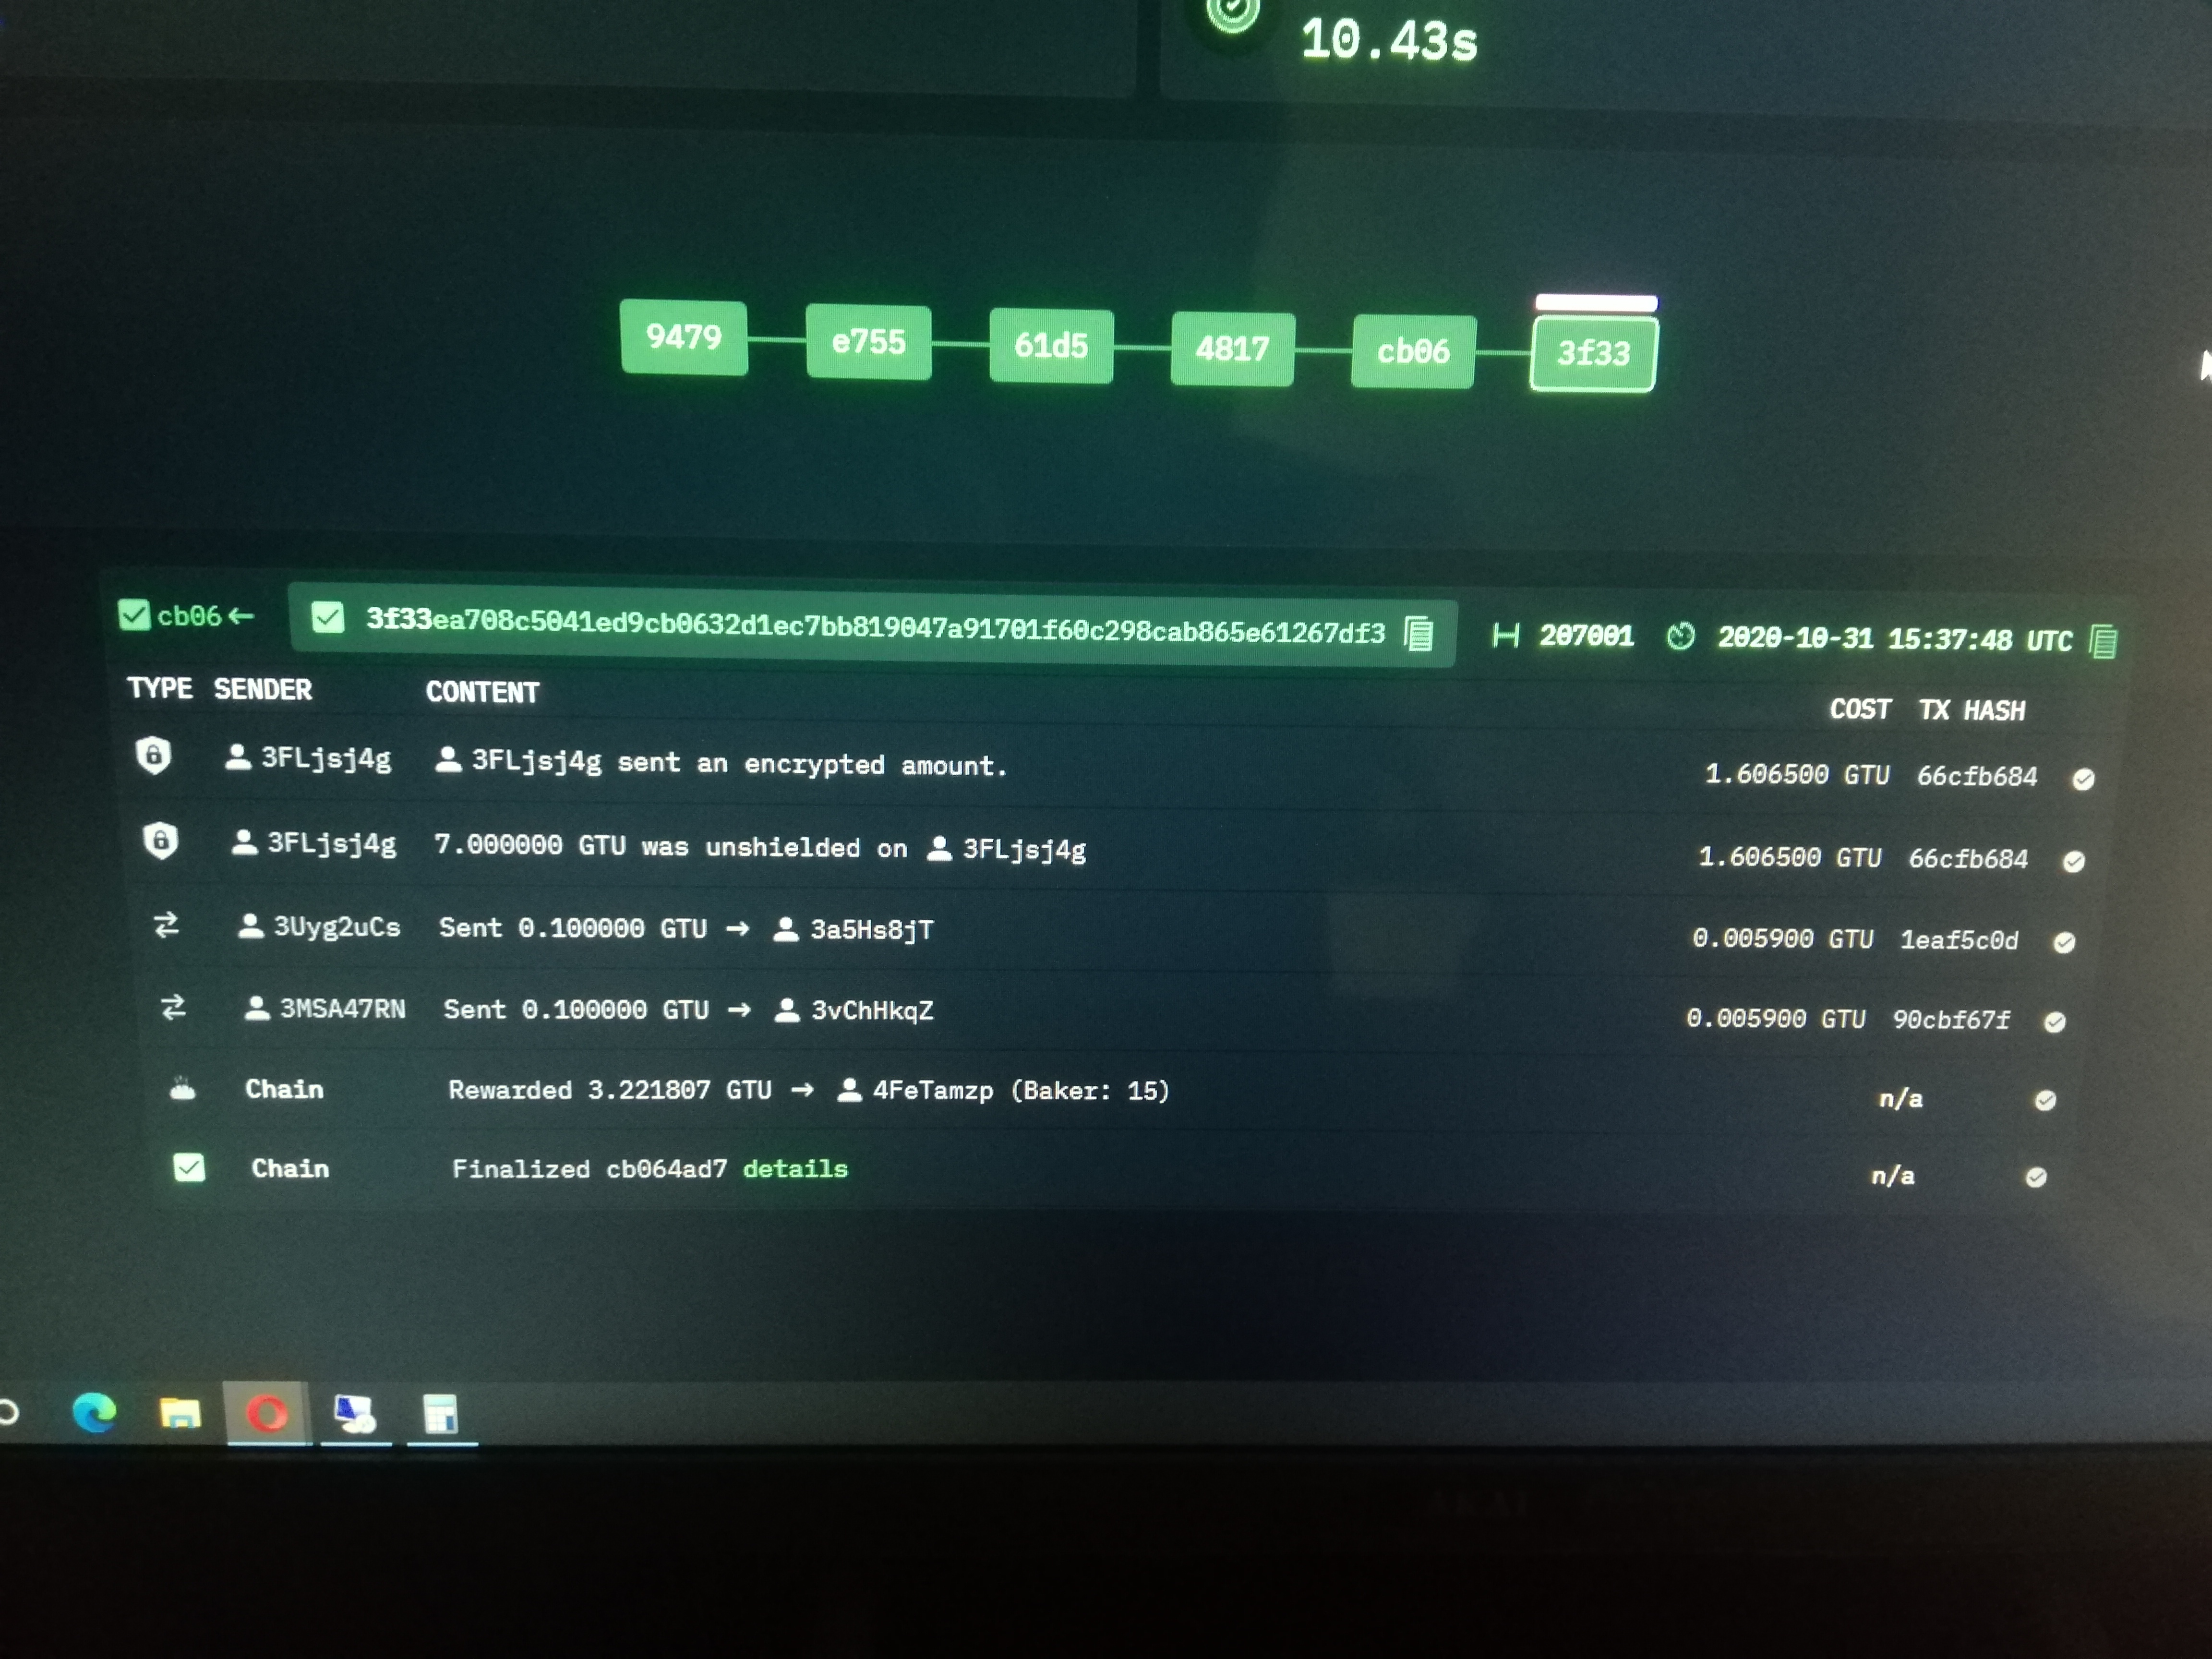 10.43s
9479 e755 61d5 4817 cb06 3f33
cb06 ← 3f33ea708c5041ed9cb0632d1ec7bb819047a91701f60c298cab865e61267df3 207001 2020-10-31 15:37:48 UTC
TYPE SENDER CONTENT COST TX HASH
3FLjsj4g 3FLjsj4g sent an encrypted amount. 1.606500 GTU 66cfb684
3FLjsj4g 7.000000 GTU was unshielded on 3FLjsj4g 1.606500 GTU 66cfb684
3Uyg2uCs Sent 0.100000 GTU → 3a5Hs8jT 0.005900 GTU 1eaf5c0d
3MSA47RN Sent 0.100000 GTU → 3vChHkqZ 0.005900 GTU 90cbf67f
Chain Rewarded 3.221807 GTU → 4FeTamzp (Baker: 15) n/a
Chain Finalized cb064ad7 details n/a